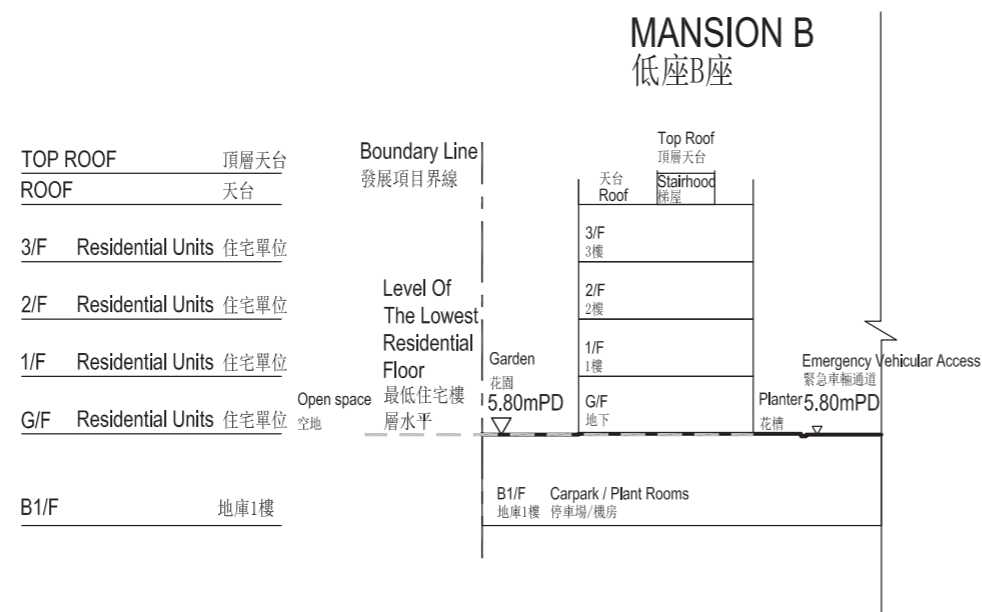 MANSION B
低座B座
TOP ROOF 頂層天台
ROOF 天台
3/F Residential Units 住宅單位
2/F Residential Units 住宅單位
1/F Residential Units 住宅單位
G/F Residential Units 住宅單位
B1/F 地庫1樓
Boundary Line
發展項目界線
Level Of
The Lowest
Residential
Floor
最低住宅樓
層水平
Open space
空地
Garden
花園
5.80mPD
Top Roof
頂層天台
天台
Roof
Stairhood
梯屋
3/F
3樓
2/F
2樓
1/F
1樓
G/F
地下
Emergency Vehicular Access
緊急車輛通道
Planter
花槽
5.80mPD
B1/F Carpark / Plant Rooms
地庫1樓 停車場/機房